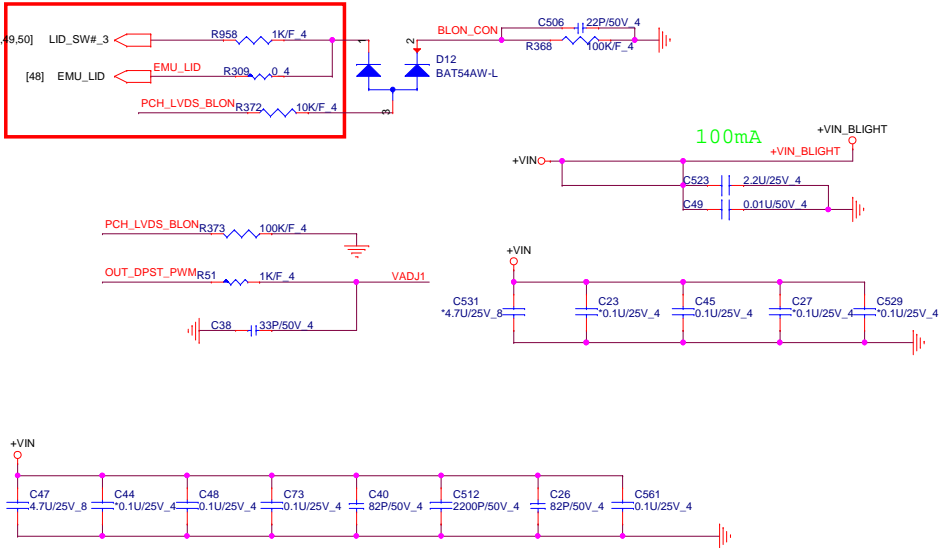 ,49,50] LID_SW#_3
R958 1K/F_4
[48] EMU_LID
EMU_LID
R309 0_4
PCH_LVDS_BLON
R372 10K/F_4
1
2
3
D12
BAT54AW-L
BLON_CON
C506 22P/50V_4
R368 100K/F_4
100mA
+VIN
+VIN_BLIGHT
+VIN_BLIGHT
C523 2.2U/25V_4
C49 0.01U/50V_4
PCH_LVDS_BLON
R373 100K/F_4
OUT_DPST_PWM
R51 1K/F_4
VADJ1
C38 33P/50V_4
+VIN
C531
*4.7U/25V_8
C23
*0.1U/25V_4
C45
0.1U/25V_4
C27
*0.1U/25V_4
C529
*0.1U/25V_4
+VIN
C47
4.7U/25V_8
C44
*0.1U/25V_4
C48
0.1U/25V_4
C73
0.1U/25V_4
C40
82P/50V_4
C512
2200P/50V_4
C26
82P/50V_4
C561
0.1U/25V_4